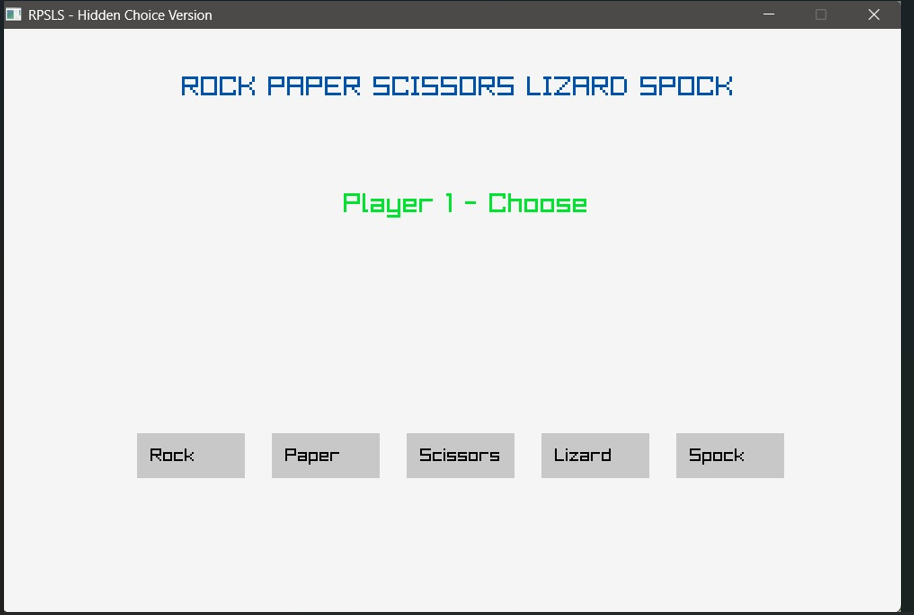 RPSLS - Hidden Choice Version
ROCK PAPER SCISSORS LIZARD SPOCK
Player 1 - Choose
Rock Paper Scissors Lizard Spock